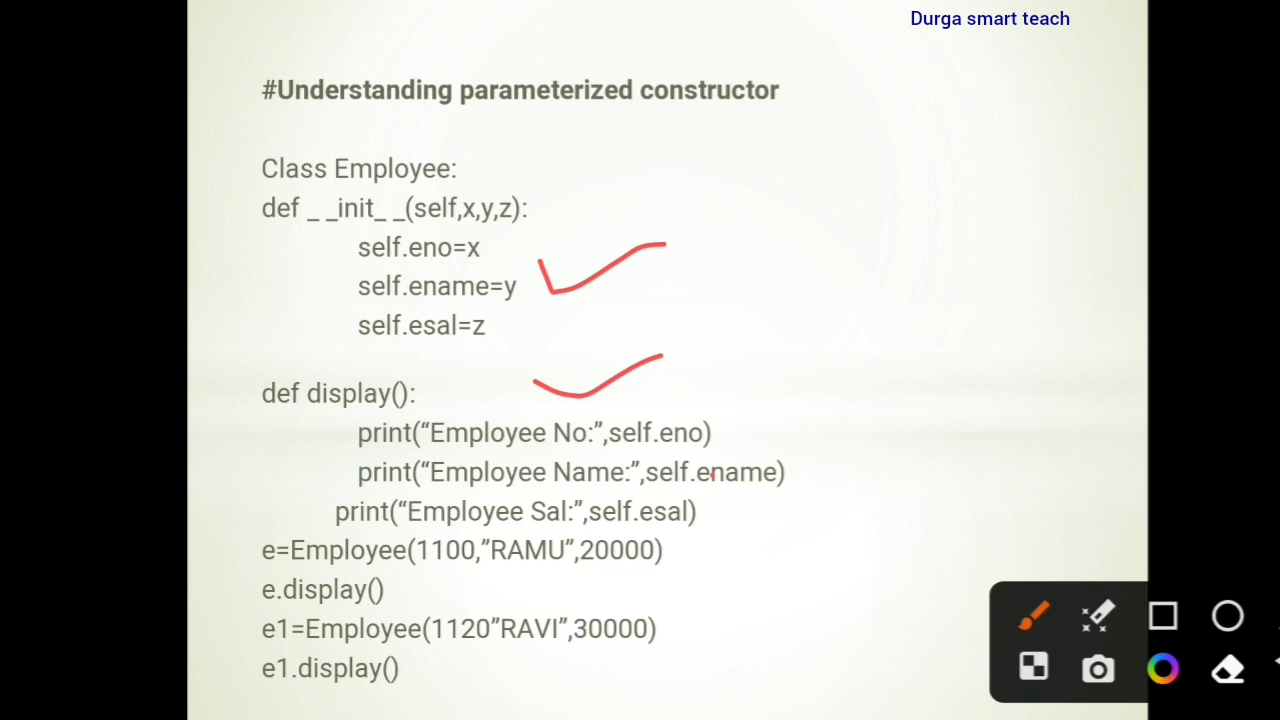 Durga smart teach
#Understanding parameterized constructor
Class Employee:
def _ _init_ _(self,x,y,z):
self.eno=x
self.ename=y
self.esal=z
def display():
print(“Employee No:”,self.eno)
print(“Employee Name:”,self.ename)
print(“Employee Sal:”,self.esal)
e=Employee(1100,”RAMU”,20000)
e.display()
e1=Employee(1120”RAVI”,30000)
e1.display()